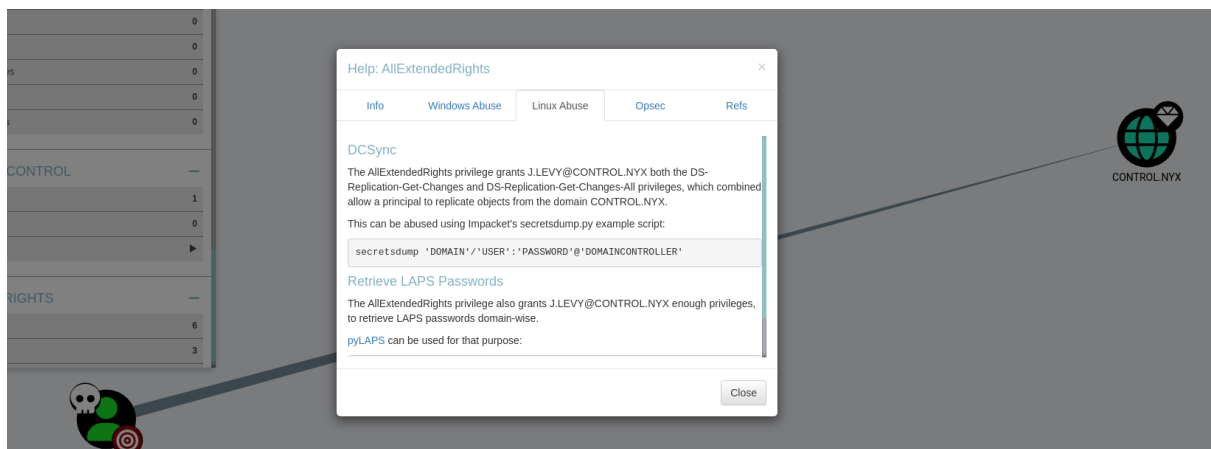 0
0
es
0
0
s
0
CONTROL
1
0
RIGHTS
6
3
Help: AllExtendedRights
×
Info Windows Abuse Linux Abuse Opsec Refs
DCSync
The AllExtendedRights privilege grants J.LEVY@CONTROL.NYX both the DS-
Replication-Get-Changes and DS-Replication-Get-Changes-All privileges, which combined
allow a principal to replicate objects from the domain CONTROL.NYX.
This can be abused using Impacket's secretsdump.py example script:
secretsdump 'DOMAIN'/'USER':'PASSWORD'@'DOMAINCONTROLLER'
Retrieve LAPS Passwords
The AllExtendedRights privilege also grants J.LEVY@CONTROL.NYX enough privileges,
to retrieve LAPS passwords domain-wise.
pyLAPS can be used for that purpose:
Close
CONTROL.NYX